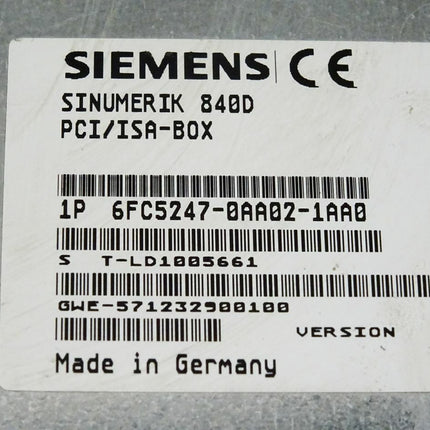 SIEMENS CE
SINUMERIK 840D
PCI/ISA-BOX
1P 6FC5247-0AA02-1AA0
S T-LD1005661
GWE-571232900100
VERSION
Made in Germany